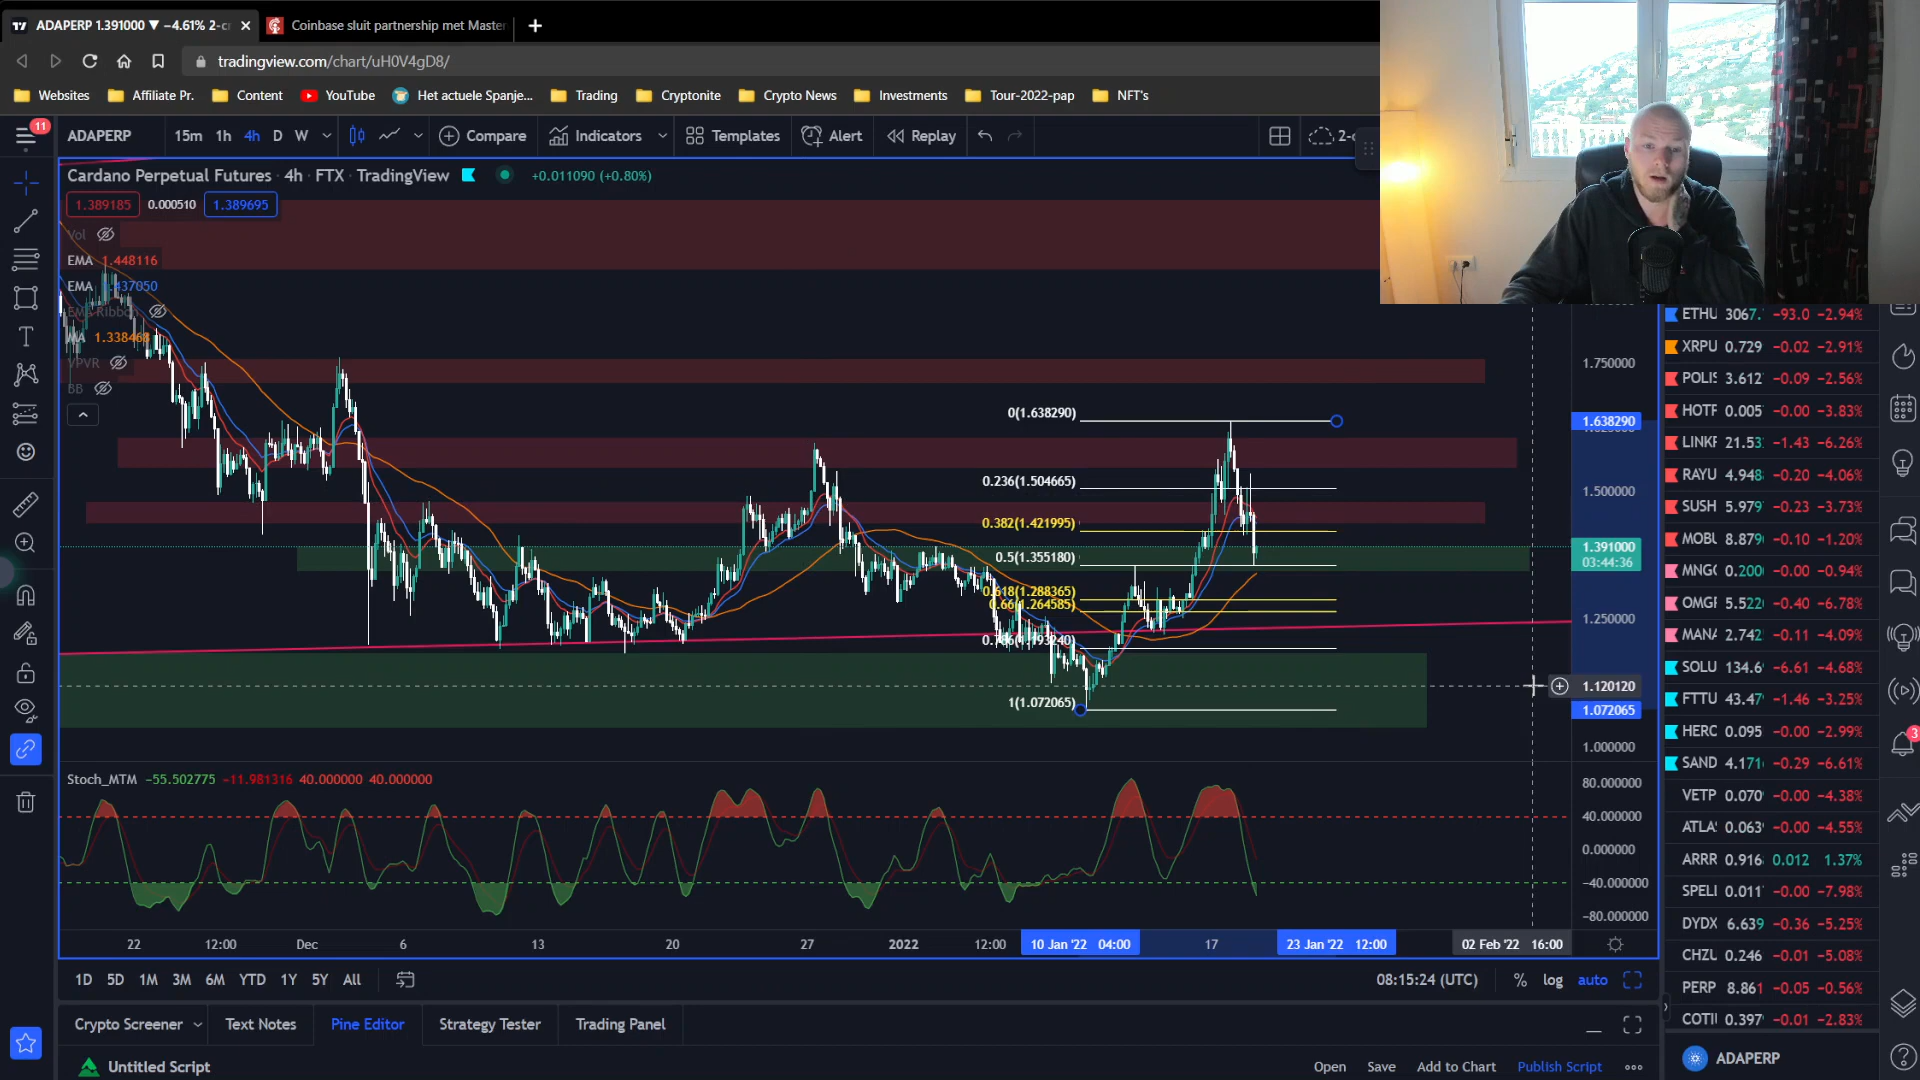 ADAPERP 1.391000 ▼ −4.61% 2-c
Coinbase sluit partnership met Master
tradingview.com/chart/uH0V4gD8/
Websites Affiliate Pr. Content YouTube Het actuele Spanje... Trading Cryptonite Crypto News Investments Tour-2022-pap NFT's
11
ADAPERP 15m 1h 4h D W Compare Indicators Templates Alert Replay 2-c
Cardano Perpetual Futures · 4h · FTX · TradingView +0.011090 (+0.80%)
1.389185 0.000510 1.389695
Vol
EMA 1.448116
EMA 1.437050
EMA Ribbon
MA 1.338468
VPVR
BB
0(1.638290)
0.236(1.504665)
0.382(1.421995)
0.5(1.355180)
0.618(1.288365)
0.66(1.264585)
0.786(1.193240)
1(1.072065)
1.750000
1.638290
1.500000
1.391000
03:44:36
1.250000
1.120120
1.072065
1.000000
Stoch_MTM −55.502775 −11.981316 40.000000 40.000000
80.000000
40.000000
0.000000
−40.000000
−80.000000
22 12:00 Dec 6 13 20 27 2022 12:00 10 Jan '22 04:00 17 23 Jan '22 12:00 02 Feb '22 16:00
1D 5D 1M 3M 6M YTD 1Y 5Y All 08:15:24 (UTC) % log auto
Crypto Screener Text Notes Pine Editor Strategy Tester Trading Panel
Untitled Script Open Save Add to Chart Publish Script
ETHU 3067. −93.0 −2.94%
XRPU 0.729 −0.02 −2.91%
POLIS 3.612 −0.09 −2.56%
HOTF 0.005 −0.00 −3.83%
LINKF 21.53 −1.43 −6.26%
RAYU 4.948 −0.20 −4.06%
SUSH 5.979 −0.23 −3.73%
MOBU 8.879 −0.10 −1.20%
MNGO 0.200 −0.00 −0.94%
OMGF 5.522 −0.40 −6.78%
MANA 2.742 −0.11 −4.09%
SOLU 134.6 −6.61 −4.68%
FTTU 43.47 −1.46 −3.25%
HERC 0.095 −0.00 −2.99%
SAND 4.171 −0.29 −6.61%
VETP 0.070 −0.00 −4.38%
ATLA 0.063 −0.00 −4.55%
ARRR 0.916 0.012 1.37%
SPELI 0.011 −0.00 −7.98%
DYDX 6.639 −0.36 −5.25%
CHZU 0.246 −0.01 −5.08%
PERP 8.861 −0.05 −0.56%
COTII 0.397 −0.01 −2.83%
ADAPERP
3